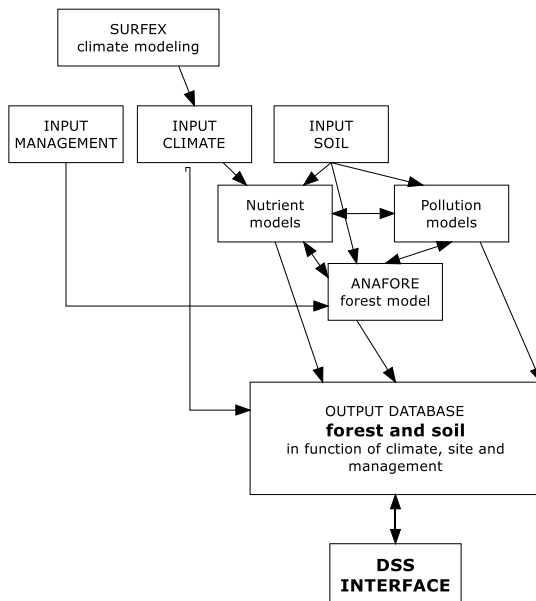 SURFEX
climate modeling
INPUT
MANAGEMENT
INPUT
CLIMATE
INPUT
SOIL
Nutrient
models
Pollution
models
ANAFORE
forest model
OUTPUT DATABASE
forest and soil
in function of climate, site and
management
DSS
INTERFACE